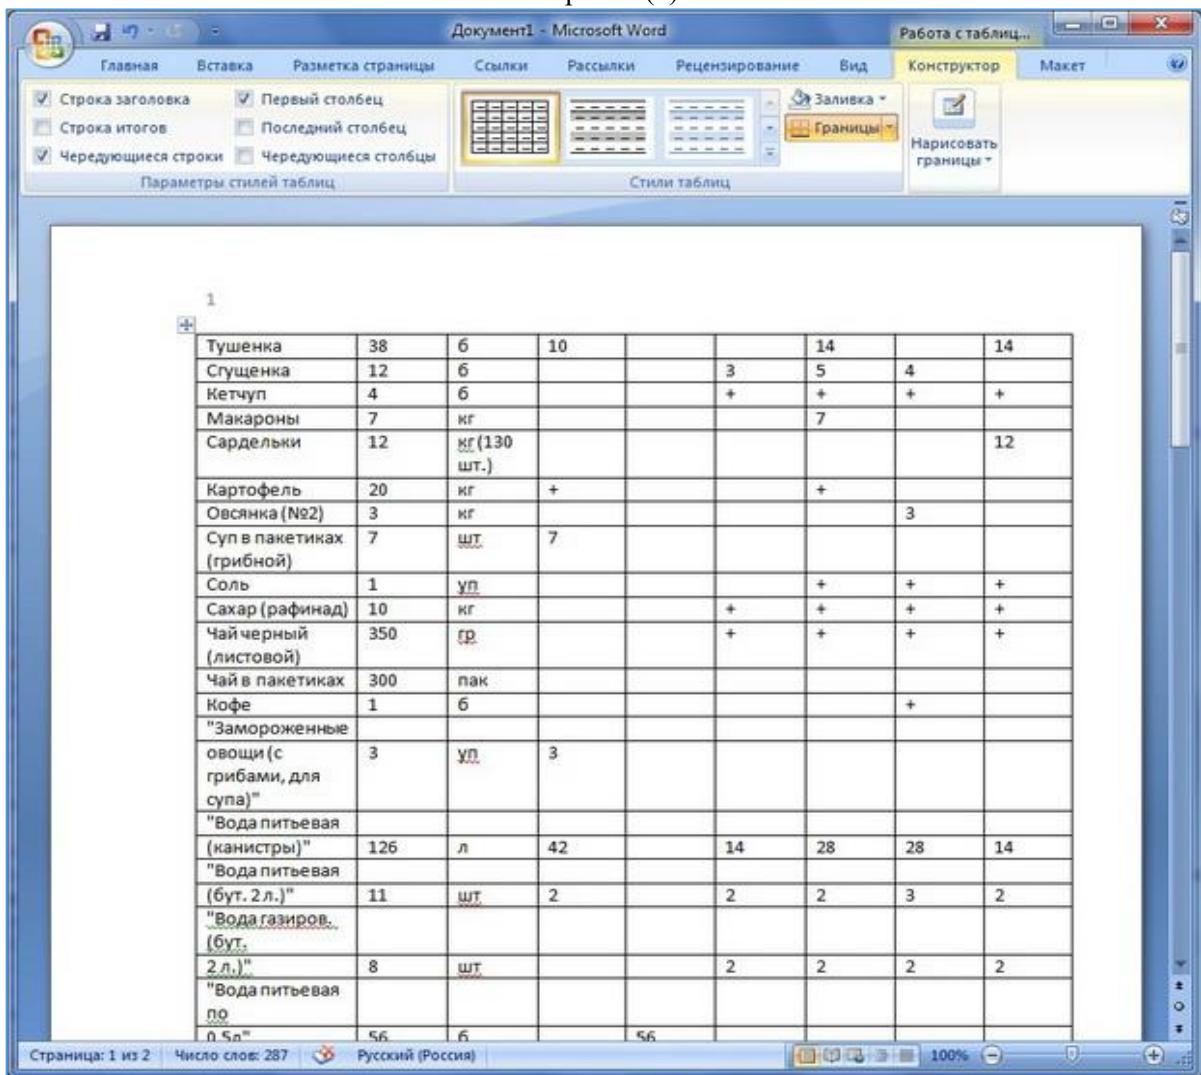 Документ1 - Microsoft Word
Работа с таблиц...
Главная Вставка Разметка страницы Ссылки Рассылки Рецензирование Вид Конструктор Макет
Строка заголовка Первый столбец
Строка итогов Последний столбец
Чередующиеся строки Чередующиеся столбцы
Параметры стилей таблиц
Заливка
Границы
Стили таблиц
Нарисовать
границы
1
Тушенка 38 б 10 14 14
Сгущенка 12 б 3 5 4
Кетчуп 4 б + + + +
Макароны 7 кг 7
Сардельки 12 кг (130 12
шт.)
Картофель 20 кг + +
Овсянка (№2) 3 кг 3
Суп в пакетиках 7 шт 7
(грибной)
Соль 1 уп + + +
Сахар (рафинад) 10 кг + + + +
Чай черный 350 гр + + + +
(листовой)
Чай в пакетиках 300 пак
Кофе 1 б +
"Замороженные
овощи (с 3 уп 3
грибами, для
супа)"
"Вода питьевая
(канистры)" 126 л 42 14 28 28 14
"Вода питьевая
(бут. 2 л.)" 11 шт 2 2 2 3 2
"Вода газиров.
(бут.
2 л.)" 8 шт 2 2 2 2
"Вода питьевая
по
0,5л" 56 б 56
Страница: 1 из 2 Число слов: 287 Русский (Россия) 100%